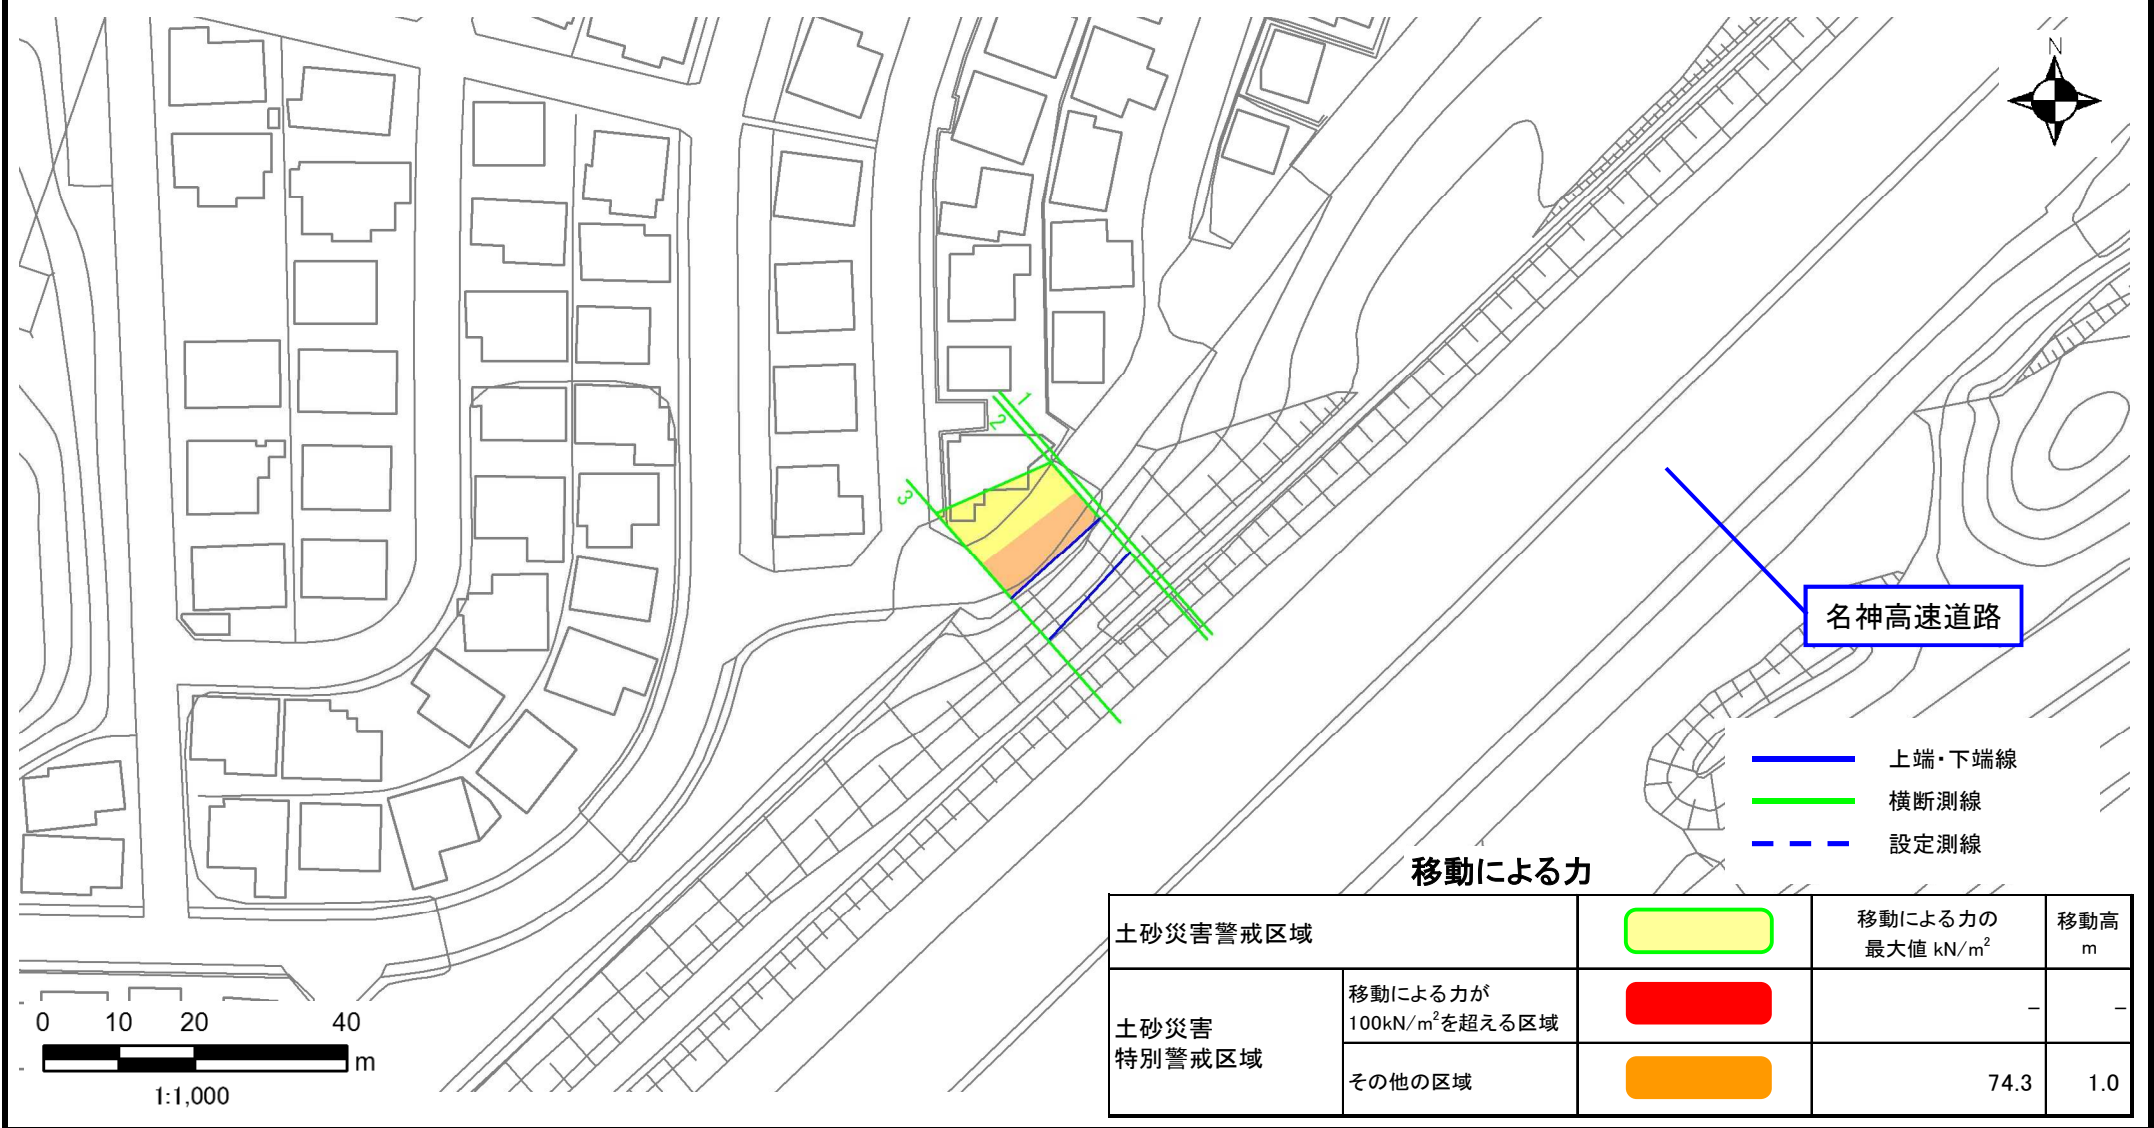 N
1
2
3
名神高速道路
上端・下端線
横断測線
設定測線
移動による力
土砂災害警戒区域
移動による力の
最大値 kN/m²
移動高
m
土砂災害
特別警戒区域
移動による力が
100kN/m²を超える区域
－
－
その他の区域
74.3
1.0
0 10 20 40
m
1:1,000